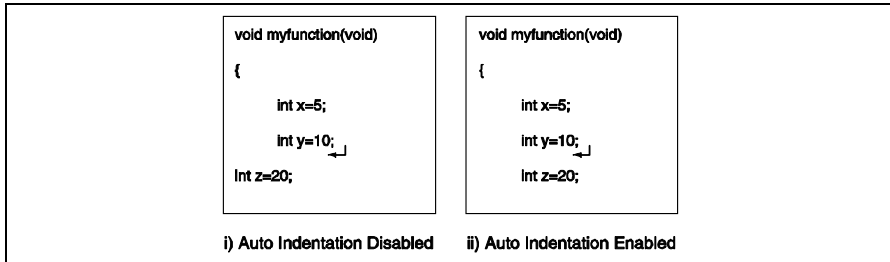 void myfunction(void)
{
int x=5;
int y=10;
Int z=20;
i) Auto Indentation Disabled
void myfunction(void)
{
int x=5;
int y=10;
Int z=20;
ii) Auto Indentation Enabled